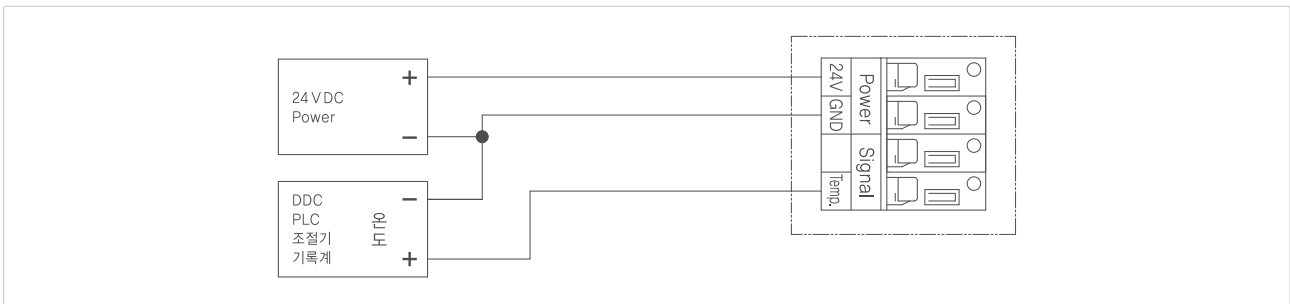 24 V DC
Power
+
−
DDC
PLC
조절기
기록계
온도
−
+
24V
GND
Temp.
Power
Signal